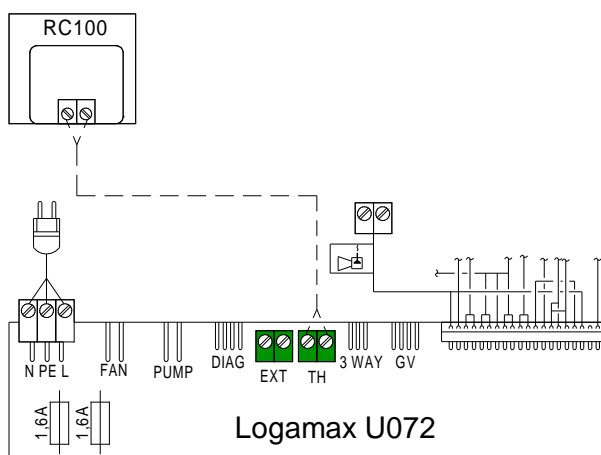 RC100
N PE L
FAN
PUMP
DIAG
EXT
TH
3 WAY
GV
1,6A
1,6A
Logamax U072